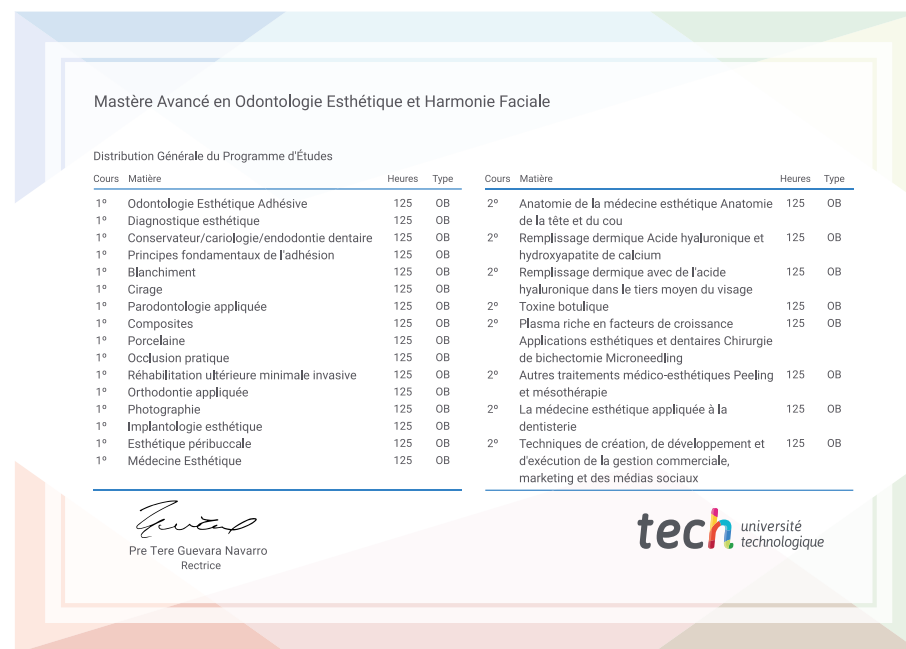 Mastère Avancé en Odontologie Esthétique et Harmonie Faciale
Distribution Générale du Programme d'Études
Cours Matière Heures Type
1º Odontologie Esthétique Adhésive 125 OB
1º Diagnostique esthétique 125 OB
1º Conservateur/cariologie/endodontie dentaire 125 OB
1º Principes fondamentaux de l'adhésion 125 OB
1º Blanchiment 125 OB
1º Cirage 125 OB
1º Parodontologie appliquée 125 OB
1º Composites 125 OB
1º Porcelaine 125 OB
1º Occlusion pratique 125 OB
1º Réhabilitation ultérieure minimale invasive 125 OB
1º Orthodontie appliquée 125 OB
1º Photographie 125 OB
1º Implantologie esthétique 125 OB
1º Esthétique péribuccale 125 OB
1º Médecine Esthétique 125 OB
Cours Matière Heures Type
2º Anatomie de la médecine esthétique Anatomie 125 OB
de la tête et du cou
2º Remplissage dermique Acide hyaluronique et 125 OB
hydroxyapatite de calcium
2º Remplissage dermique avec de l'acide 125 OB
hyaluronique dans le tiers moyen du visage
2º Toxine botulique 125 OB
2º Plasma riche en facteurs de croissance 125 OB
Applications esthétiques et dentaires Chirurgie
de bichectomie Microneedling
2º Autres traitements médico-esthétiques Peeling 125 OB
et mésothérapie
2º La médecine esthétique appliquée à la 125 OB
dentisterie
2º Techniques de création, de développement et 125 OB
d'exécution de la gestion commerciale,
marketing et des médias sociaux
Pre Tere Guevara Navarro
Rectrice
tech université
technologique